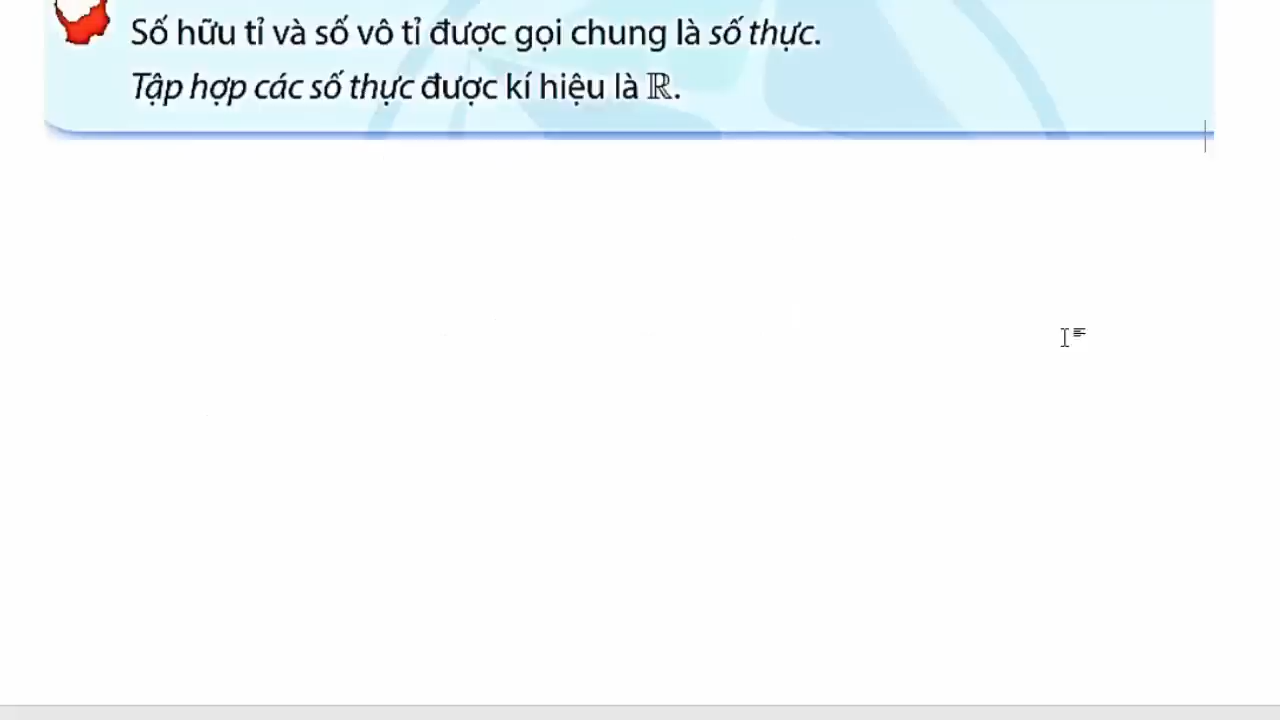 Số hữu tỉ và số vô tỉ được gọi chung là số thực.
Tập hợp các số thực được kí hiệu là ℝ.